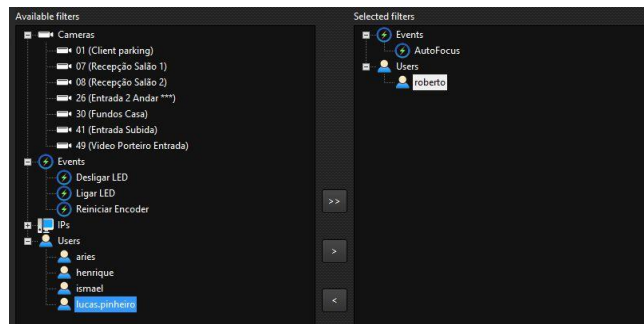 Available filters
Cameras
01 (Client parking)
07 (Recepção Salão 1)
08 (Recepção Salão 2)
26 (Entrada 2 Andar ***)
30 (Fundos Casa)
41 (Entrada Subida)
49 (Video Porteiro Entrada)
Events
Desligar LED
Ligar LED
Reiniciar Encoder
IPs
Users
aries
henrique
ismael
lucas.pinheiro
>>
>
<
Selected filters
Events
AutoFocus
Users
roberto